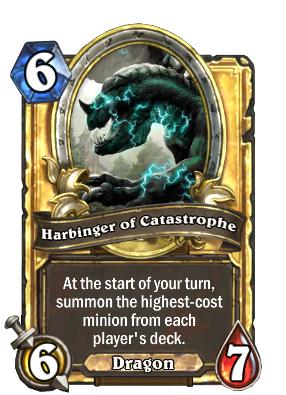 6
Harbinger of Catastrophe
At the start of your turn,
summon the highest-cost
minion from each
player's deck.
6
Dragon
7